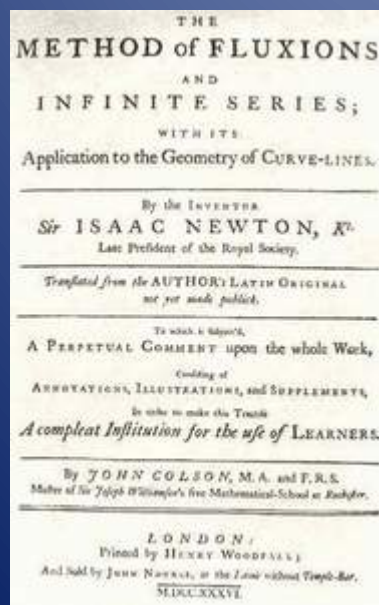 THE
METHOD of FLUXIONS
AND
INFINITE SERIES;
WITH ITS
Application to the Geometry of CURVE-LINES.
By the INVENTOR
Sir ISAAC NEWTON, Kt.
Late President of the Royal Society.
Translated from the AUTHOR's LATIN ORIGINAL
not yet made publick.
To which is subjoin'd,
A PERPETUAL COMMENT upon the whole Work,
Consisting of
ANNOTATIONS, ILLUSTRATIONS, and SUPPLEMENTS,
In order to make this Treatise
A compleat Institution for the use of LEARNERS.
By JOHN COLSON, M.A. and F.R.S.
Master of Sir Joseph Williamson's free Mathematical-School at Rochester.
LONDON:
Printed by HENRY WOODFALL;
And Sold by JOHN NOURSE, at the Lamb without Temple-Bar.
M.DCC.XXXVI.